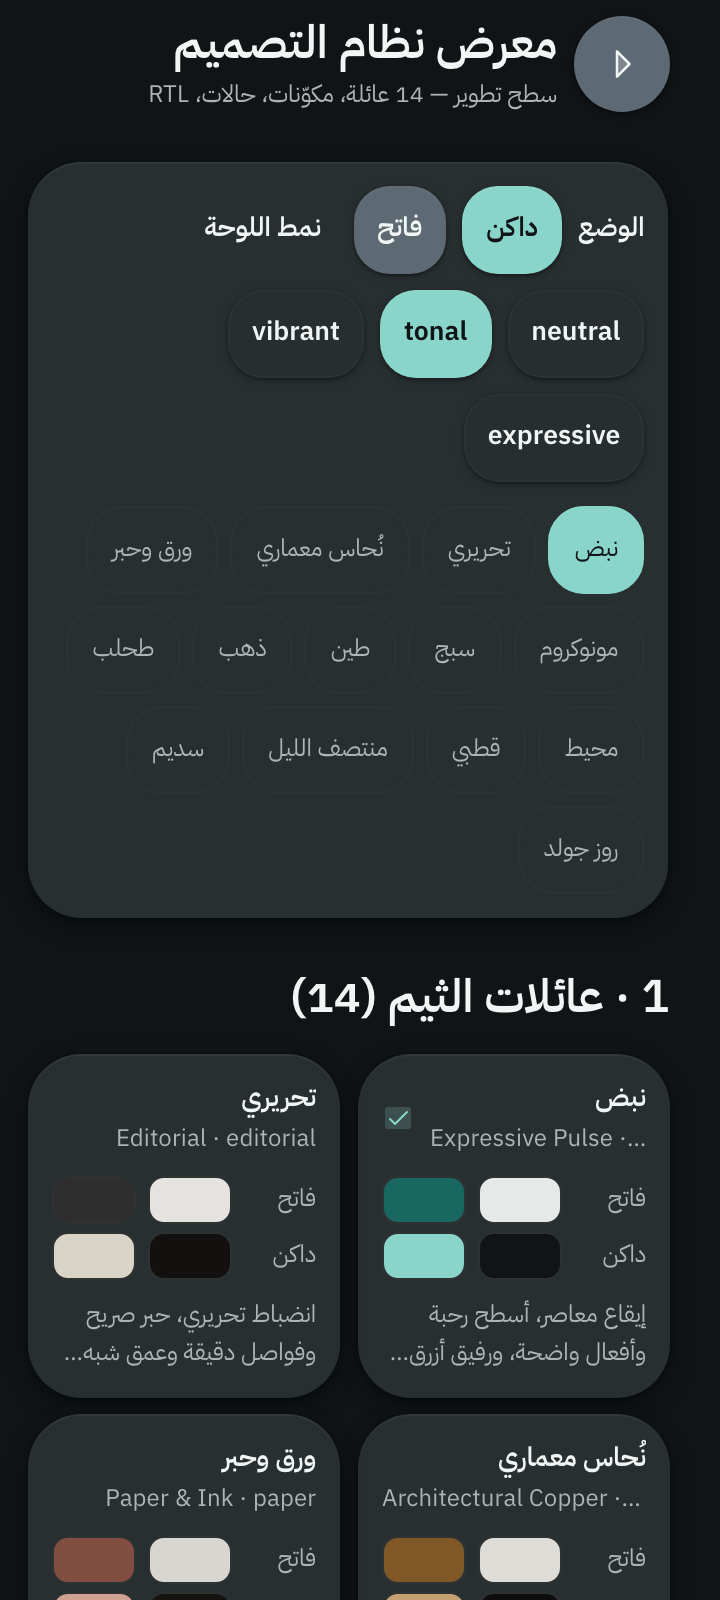 معرض نظام التصميم
سطح تطوير — 14 عائلة، مكوّنات، حالات، RTL
الوضع داكن فاتح نمط اللوحة
neutral tonal vibrant
expressive
نبض تحريري نُحاس معماري ورق وحبر
مونوكروم سبج طين ذهب طحلب
محيط قطبي منتصف الليل سديم
روز جولد
1 · عائلات الثيم (14)
نبض
Expressive Pulse ·...
فاتح
داكن
إيقاع معاصر، أسطح رحبة
وأفعال واضحة، ورفيق أزرق...
تحريري
Editorial · editorial
فاتح
داكن
انضباط تحريري، حبر صريح
وفواصل دقيقة وعمق شبه...
نُحاس معماري
Architectural Copper ·...
فاتح
ورق وحبر
Paper & Ink · paper
فاتح